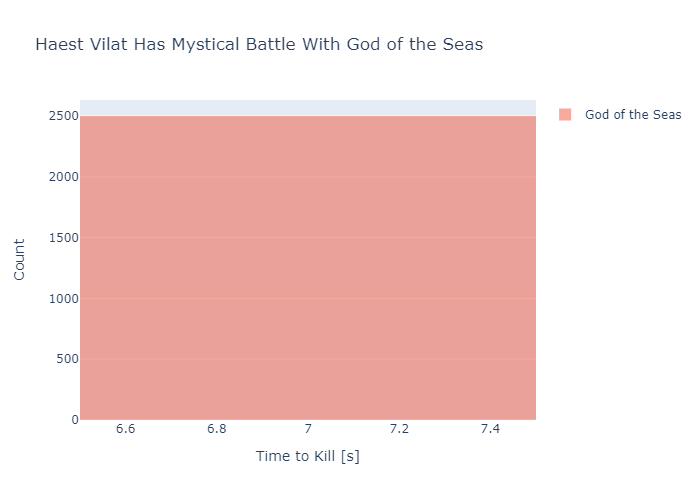 Haest Vilat Has Mystical Battle With God of the Seas
God of the Seas
2500
2000
1500
1000
500
0
Count
6.6 6.8 7 7.2 7.4
Time to Kill [s]